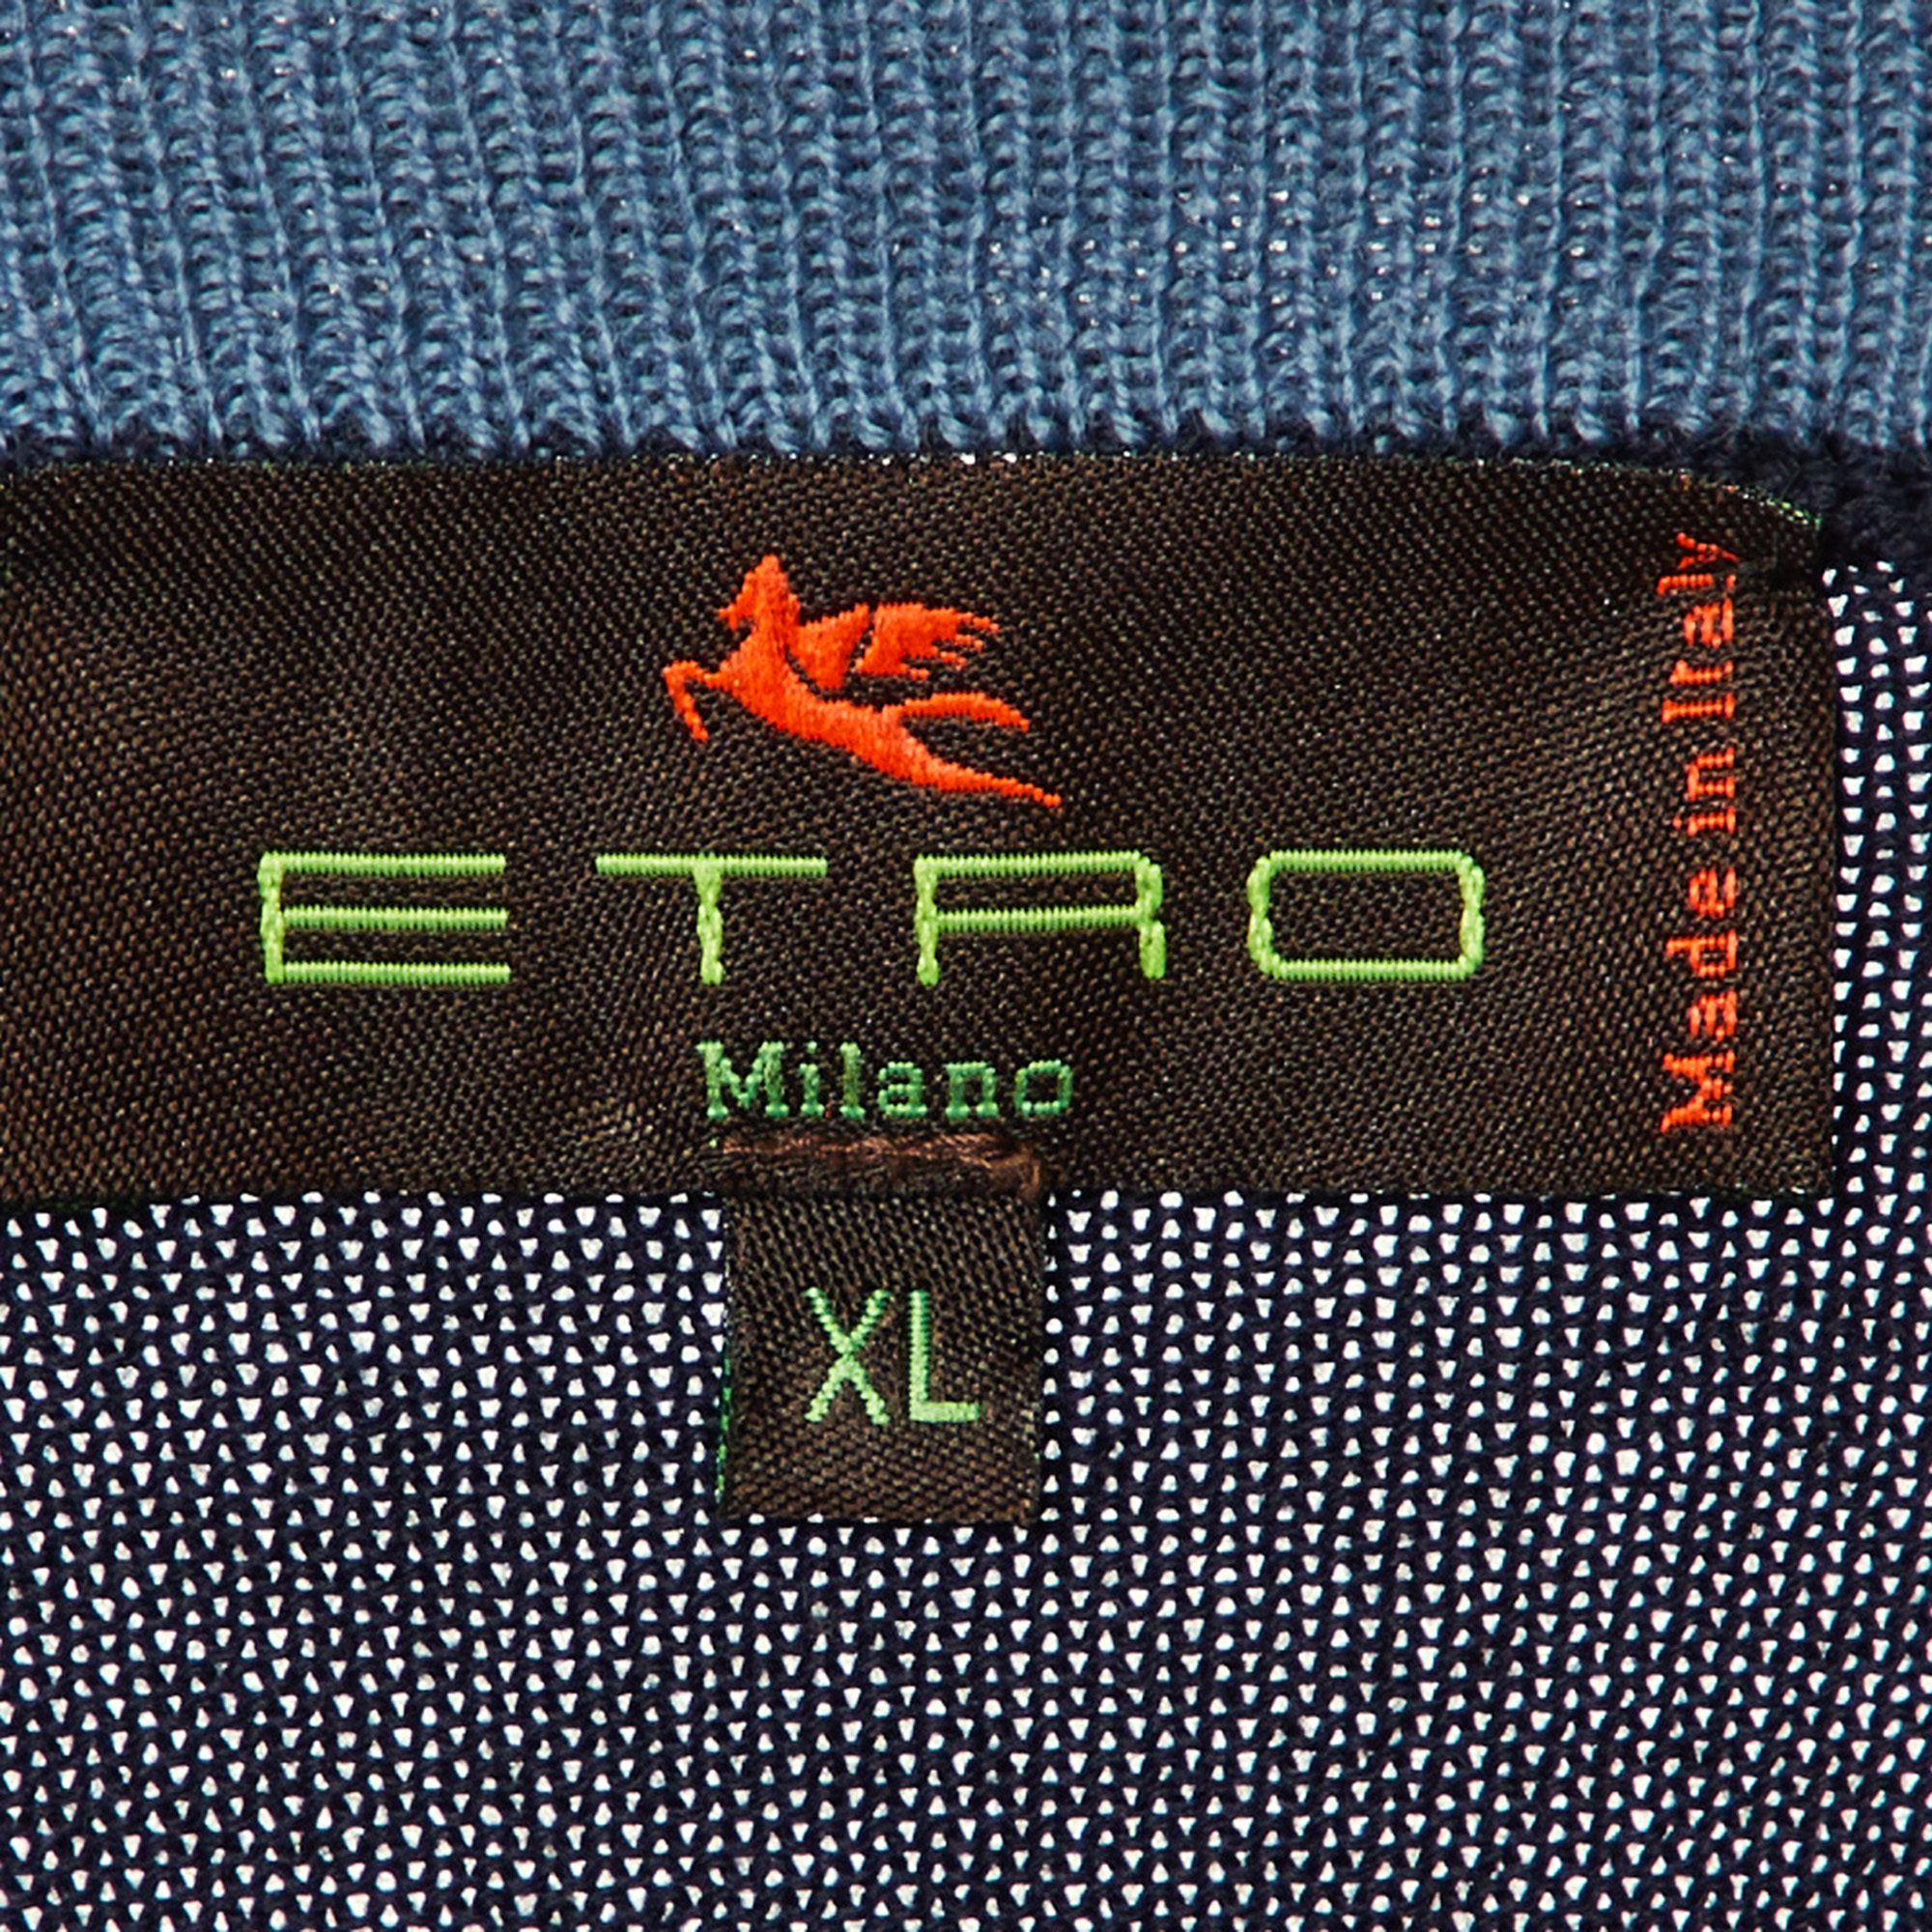 ETRO
Milano
Made in Italy
XL